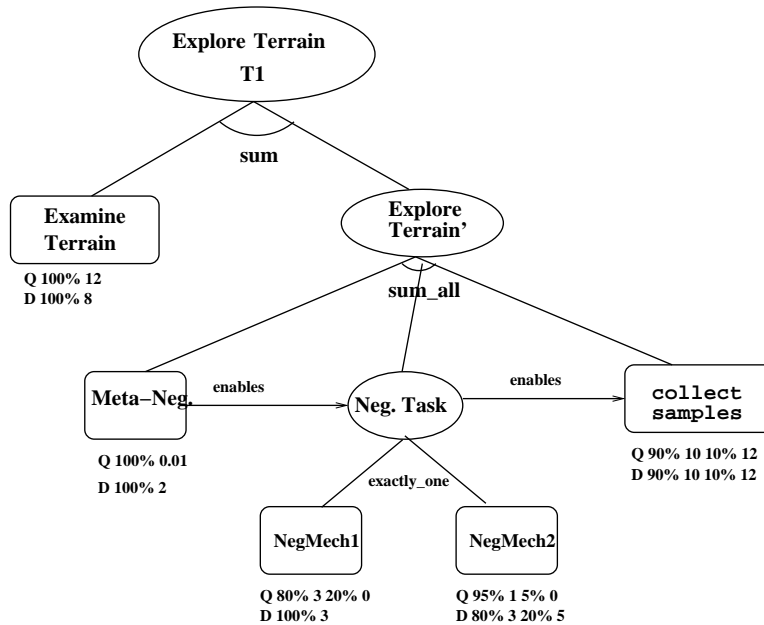 Explore Terrain
T1
sum
Examine
Terrain
Q 100% 12
D 100% 8
Explore
Terrain’
sum_all
Meta−Neg.
enables
Neg. Task
enables
collect
samples
Q 100% 0.01
D 100% 2
Q 90% 10 10% 12
D 90% 10 10% 12
exactly_one
NegMech1
NegMech2
Q 80% 3 20% 0
D 100% 3
Q 95% 1 5% 0
D 80% 3 20% 5